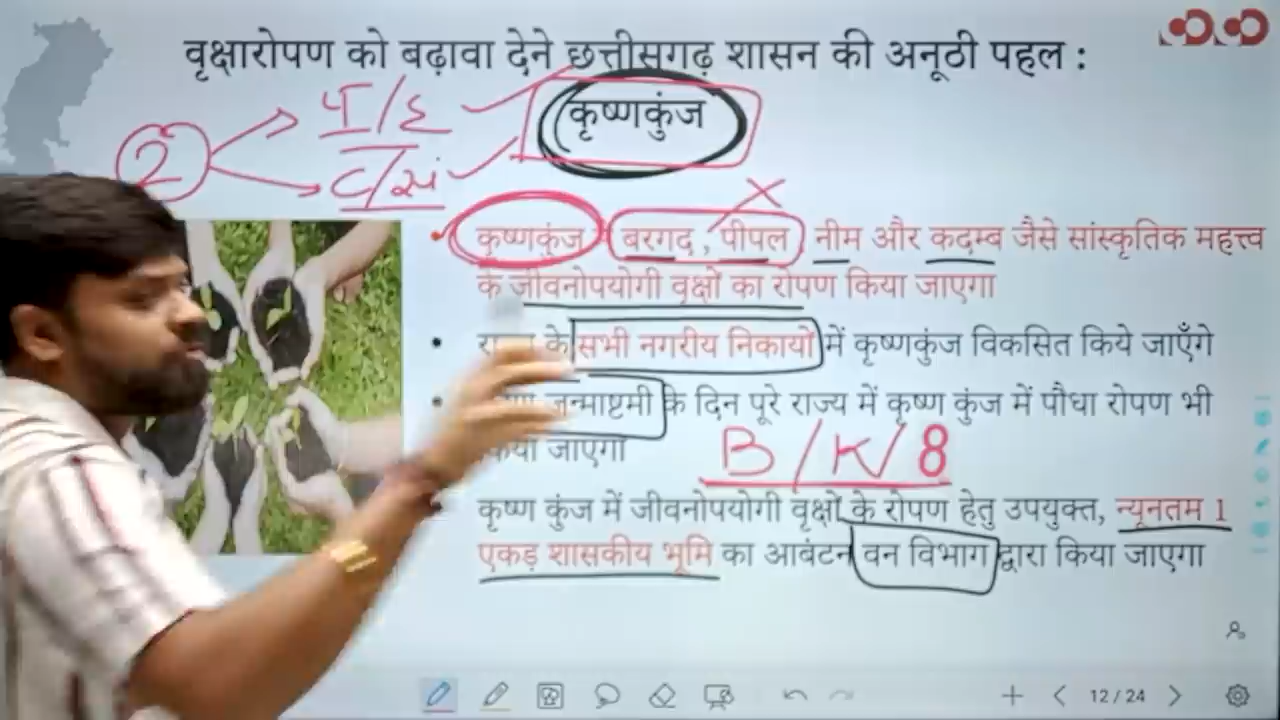 वृक्षारोपण को बढ़ावा देने छत्तीसगढ़ शासन की अनूठी पहल :
कृष्णकुंज
2
C/सां
कृष्णकुंज बरगद, पीपल नीम और कदम्ब जैसे सांस्कृतिक महत्त्व
के जीवनोपयोगी वृक्षों का रोपण किया जाएगा
के सभी नगरीय निकायों में कृष्णकुंज विकसित किये जाएँगे
जन्माष्टमी के दिन पूरे राज्य में कृष्ण कुंज में पौधा रोपण भी
किया जाएगा
B/K/8
कृष्ण कुंज में जीवनोपयोगी वृक्षों के रोपण हेतु उपयुक्त, न्यूनतम 1
एकड़ शासकीय भूमि का आबंटन वन विभाग द्वारा किया जाएगा
12/24